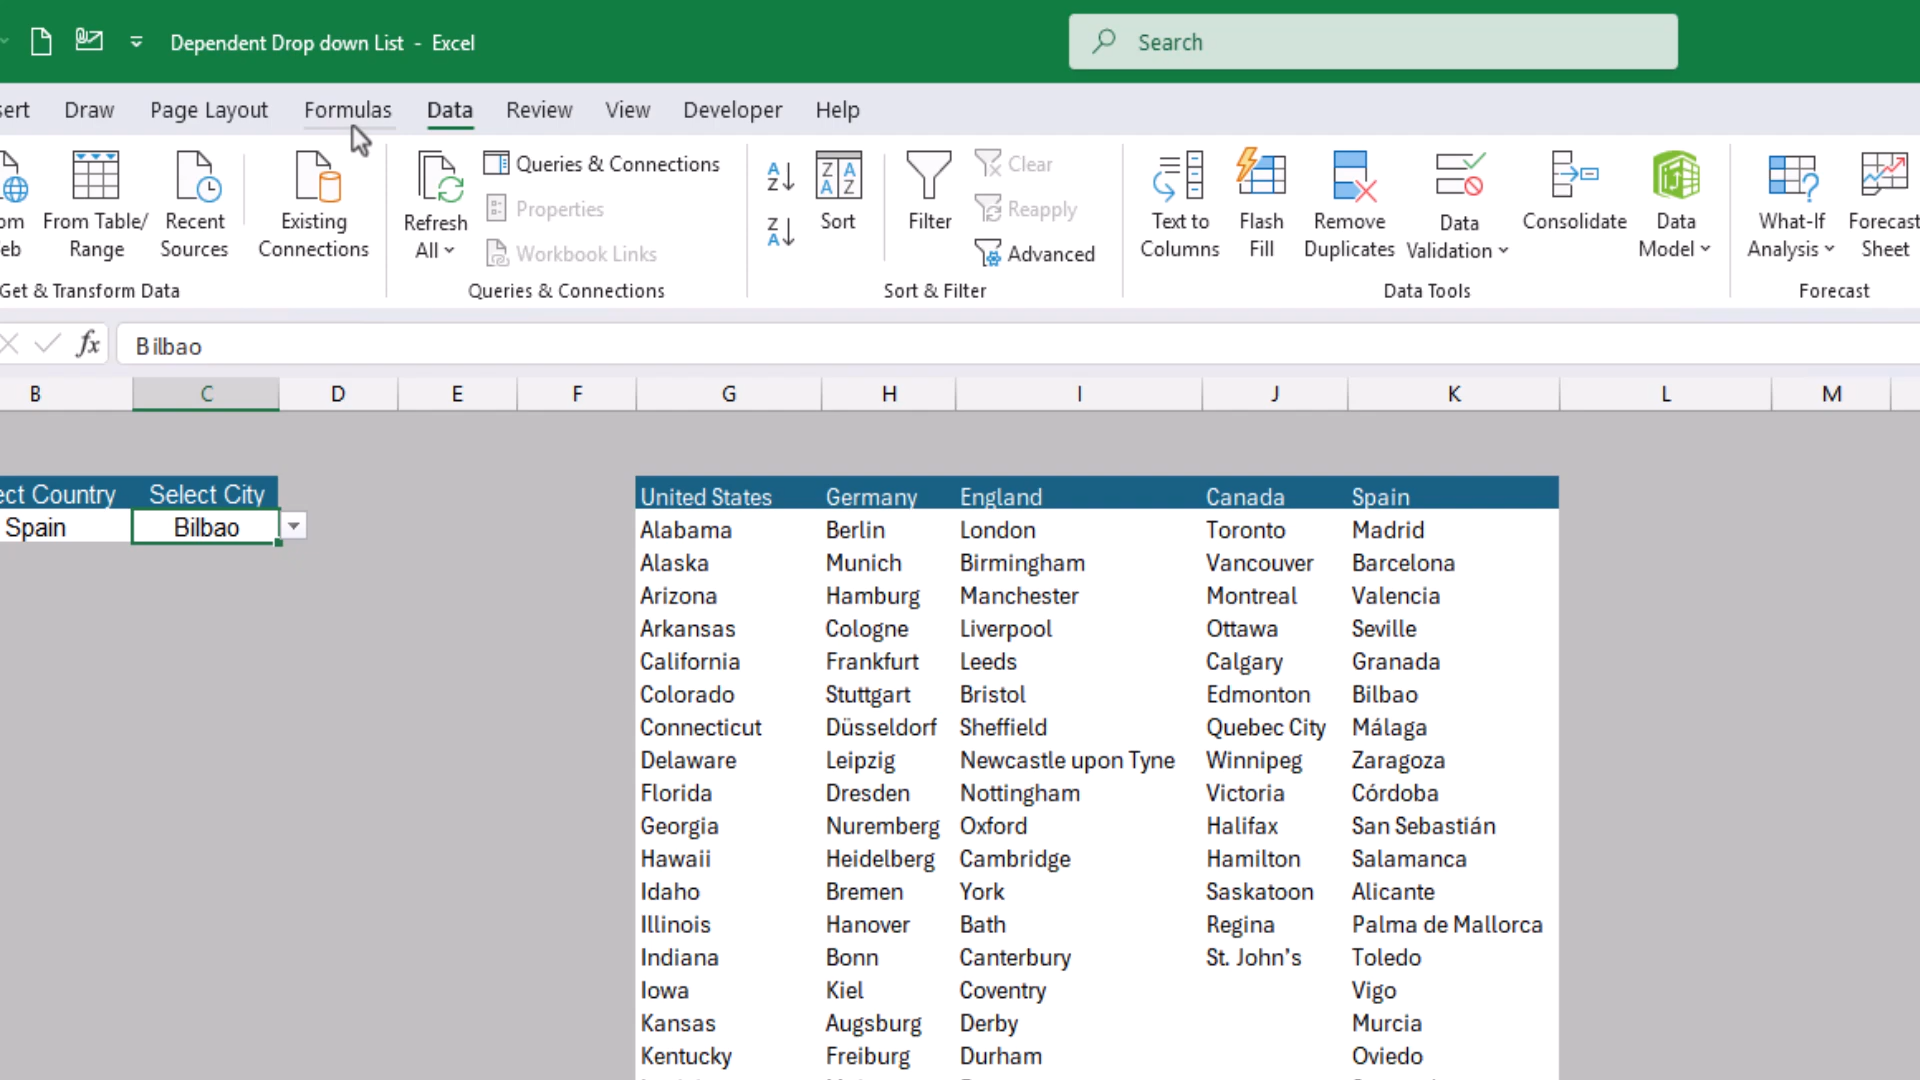 Dependent Drop down List - Excel
Search
sert Draw Page Layout Formulas Data Review View Developer Help
om
eb
From Table/
Range
Recent
Sources
Existing
Connections
Get & Transform Data
Refresh
All
Queries & Connections
Properties
Workbook Links
Queries & Connections
Sort
Filter
Clear
Reapply
Advanced
Sort & Filter
Text to
Columns
Flash
Fill
Remove
Duplicates
Data
Validation
Consolidate
Data
Model
Data Tools
What-If
Analysis
Forecast
Sheet
Forecast
fx Bilbao
B C D E F G H I J K L M
ect Country Select City
Spain Bilbao
United States Germany England Canada Spain
Alabama Berlin London Toronto Madrid
Alaska Munich Birmingham Vancouver Barcelona
Arizona Hamburg Manchester Montreal Valencia
Arkansas Cologne Liverpool Ottawa Seville
California Frankfurt Leeds Calgary Granada
Colorado Stuttgart Bristol Edmonton Bilbao
Connecticut Düsseldorf Sheffield Quebec City Málaga
Delaware Leipzig Newcastle upon Tyne Winnipeg Zaragoza
Florida Dresden Nottingham Victoria Córdoba
Georgia Nuremberg Oxford Halifax San Sebastián
Hawaii Heidelberg Cambridge Hamilton Salamanca
Idaho Bremen York Saskatoon Alicante
Illinois Hanover Bath Regina Palma de Mallorca
Indiana Bonn Canterbury St. John's Toledo
Iowa Kiel Coventry Vigo
Kansas Augsburg Derby Murcia
Kentucky Freiburg Durham Oviedo